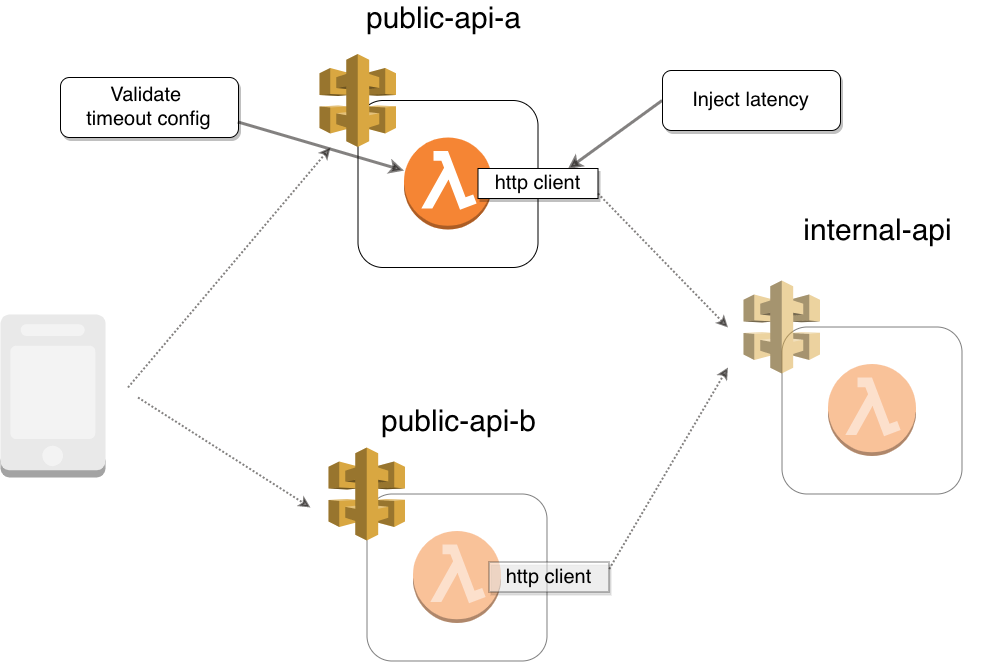 public-api-a
Validate
timeout config
Inject latency
http client
internal-api
public-api-b
http client